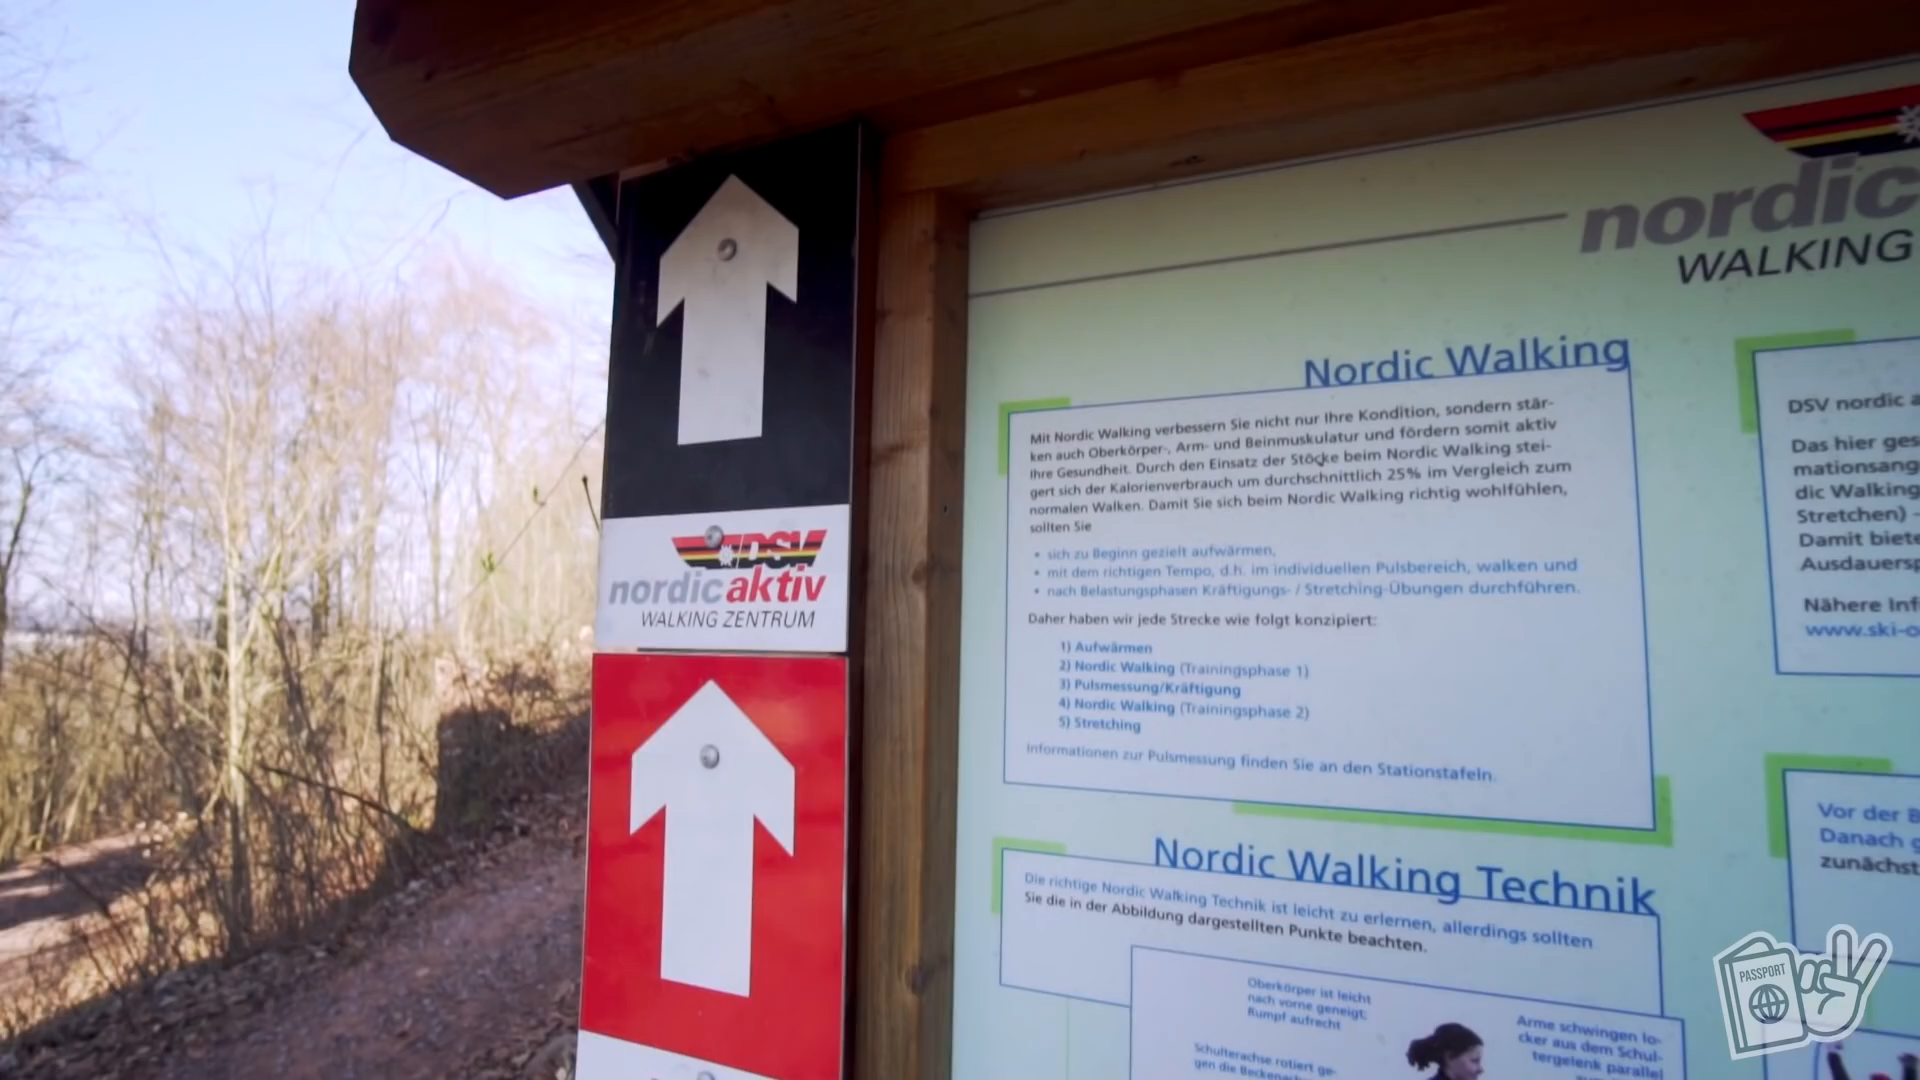 DSV
nordic aktiv
WALKING ZENTRUM
nordic
WALKING
Nordic Walking
Mit Nordic Walking verbessern Sie nicht nur Ihre Kondition, sondern stär-
ken auch Oberkörper-, Arm- und Beinmuskulatur und fördern somit aktiv
Ihre Gesundheit. Durch den Einsatz der Stöcke beim Nordic Walking stei-
gert sich der Kalorienverbrauch um durchschnittlich 25% im Vergleich zum
normalen Walken. Damit Sie sich beim Nordic Walking richtig wohlfühlen,
sollten Sie
• sich zu Beginn gezielt aufwärmen,
• mit dem richtigen Tempo, d.h. im individuellen Pulsbereich, walken und
• nach Belastungsphasen Kräftigungs- / Stretching-Übungen durchführen.
Daher haben wir jede Strecke wie folgt konzipiert:
1) Aufwärmen
2) Nordic Walking (Trainingsphase 1)
3) Pulsmessung/Kräftigung
4) Nordic Walking (Trainingsphase 2)
5) Stretching
Informationen zur Pulsmessung finden Sie an den Stationstafeln.
Nordic Walking Technik
Die richtige Nordic Walking Technik ist leicht zu erlernen, allerdings sollten
Sie die in der Abbildung dargestellten Punkte beachten.
Oberkörper ist leicht
nach vorne geneigt;
Rumpf aufrecht
Schulterachse rotiert ge-
gen die
Arme schwingen lo-
cker aus dem Schul-
tergelenk parallel
DSV nordic
Das hier
dic Walking
Stretchen) -
Damit
Nähere
Vor der
Danach
zunächst
PASSPORT